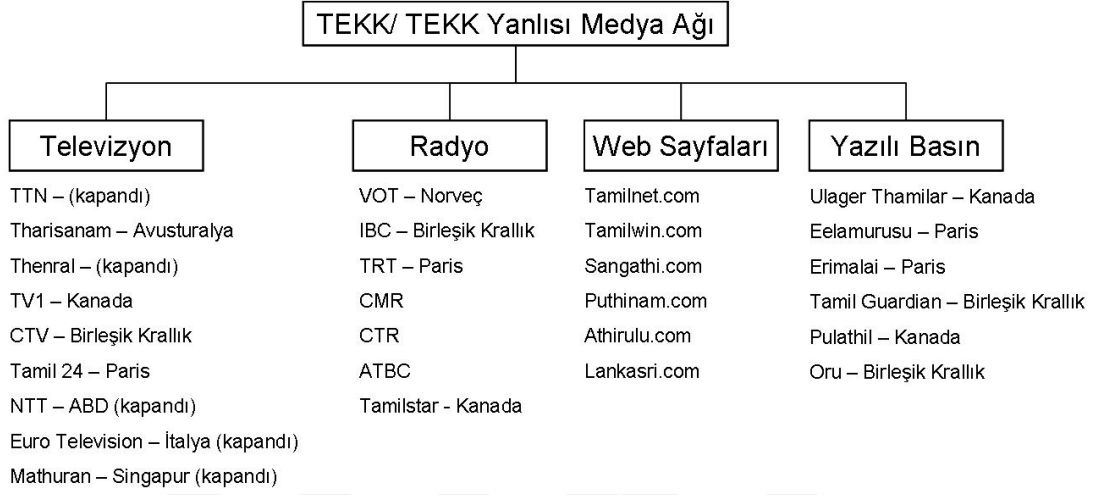 TEKK/ TEKK Yanlısı Medya Ağı
Televizyon
TTN – (kapandı)
Tharisanam – Avusturalya
Thenral – (kapandı)
TV1 – Kanada
CTV – Birleşik Krallık
Tamil 24 – Paris
NTT – ABD (kapandı)
Euro Television – İtalya (kapandı)
Mathuran – Singapur (kapandı)
Radyo
VOT – Norveç
IBC – Birleşik Krallık
TRT – Paris
CMR
CTR
ATBC
Tamilstar - Kanada
Web Sayfaları
Tamilnet.com
Tamilwin.com
Sangathi.com
Puthinam.com
Athirulu.com
Lankasri.com
Yazılı Basın
Ulager Thamilar – Kanada
Eelamurusu – Paris
Erimalai – Paris
Tamil Guardian – Birleşik Krallık
Pulathil – Kanada
Oru – Birleşik Krallık